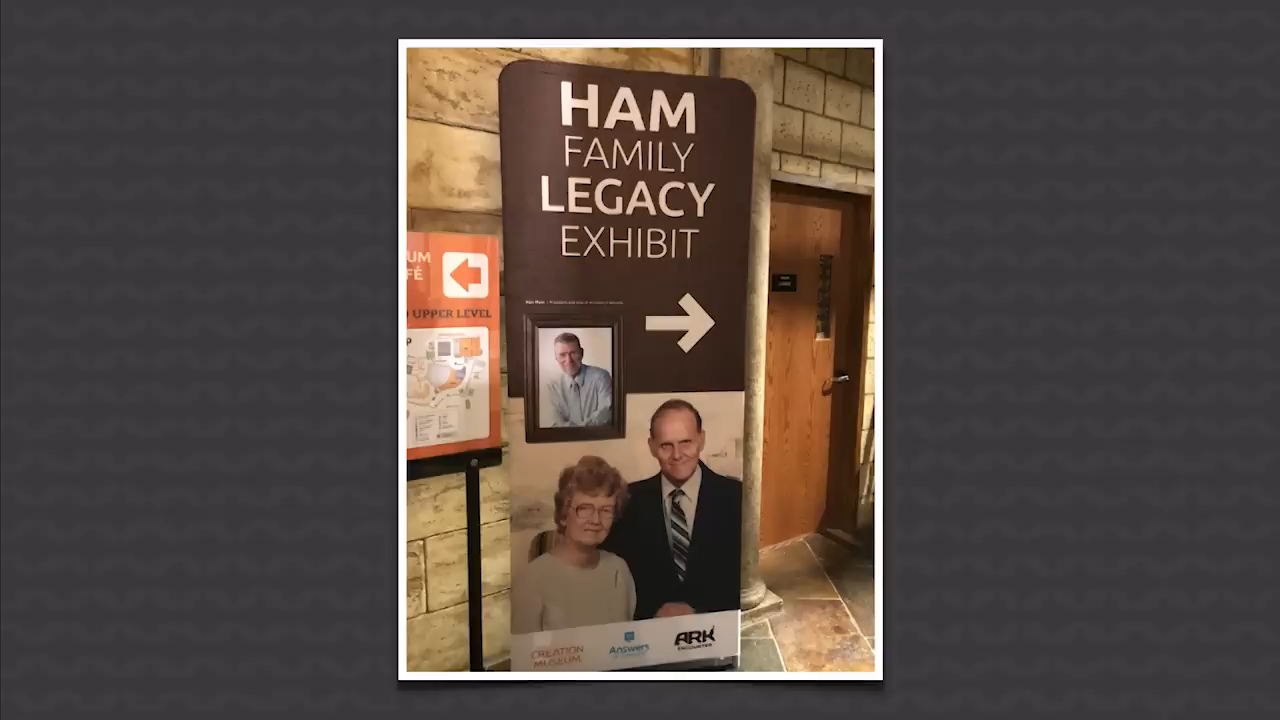 HAM
FAMILY
LEGACY
EXHIBIT
UM
FÉ
UPPER LEVEL
P
CREATION
MUSEUM
Answers
ARK
ENCOUNTER